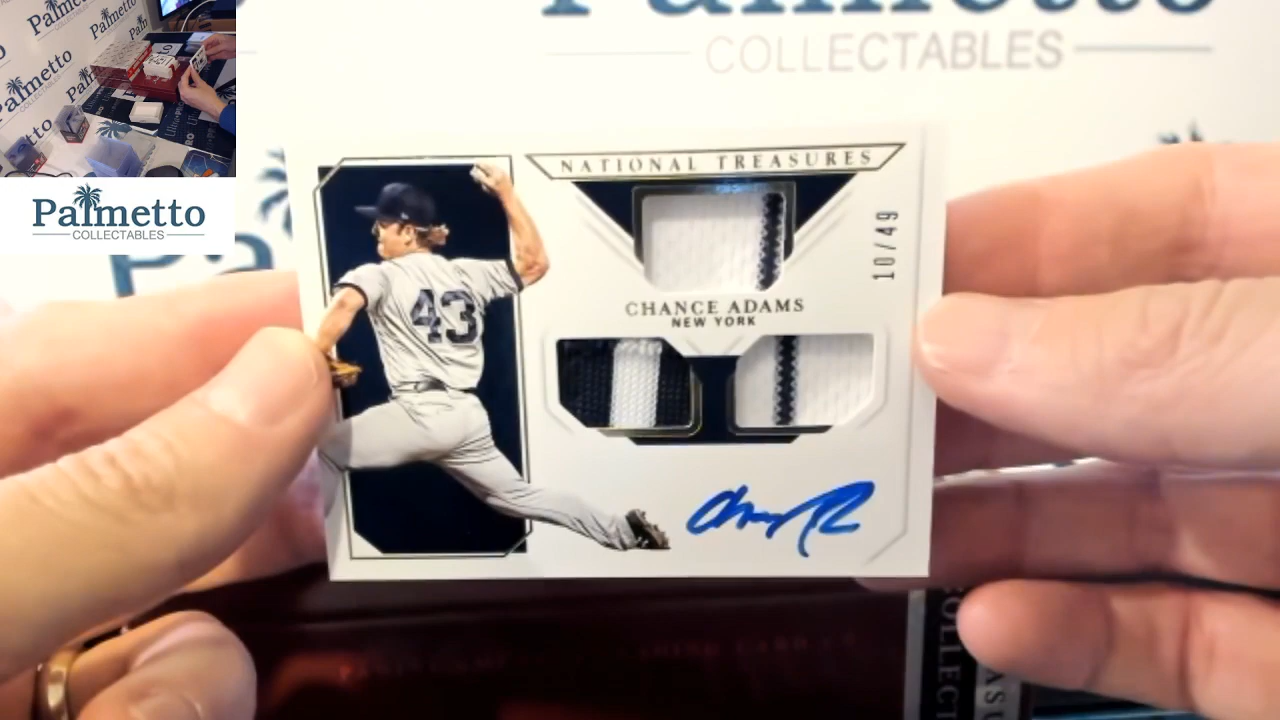 Palmetto
COLLECTABLES
Palmetto
COLLECTABLES
NATIONAL TREASURES
10/49
CHANCE ADAMS
NEW YORK
43